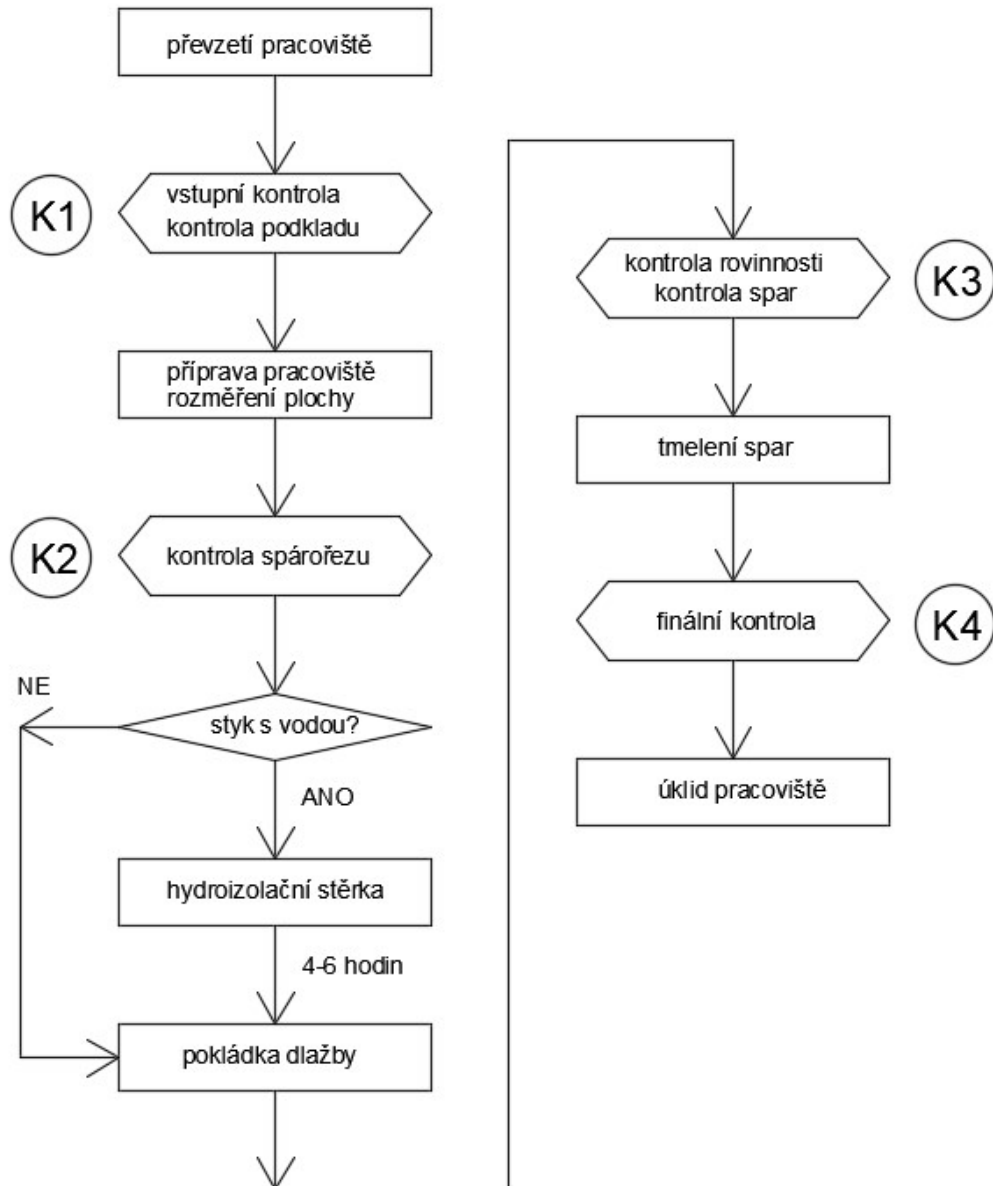 převzetí pracoviště
K1
vstupní kontrola
kontrola podkladu
příprava pracoviště
rozměření plochy
K2
kontrola spárořezu
NE
styk s vodou?
ANO
hydroizolační stěrka
4-6 hodin
pokládka dlažby
kontrola rovinnosti
kontrola spar
K3
tmelení spar
finální kontrola
K4
úklid pracoviště